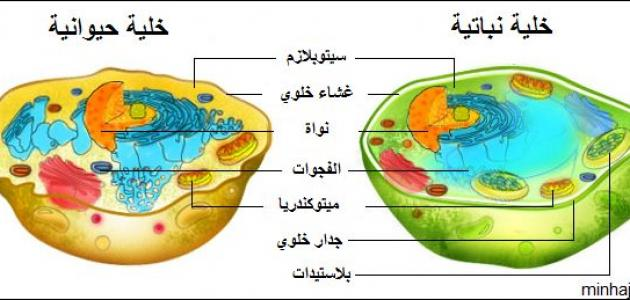 خلية نباتية
خلية حيوانية
سيتوبلازم
غشاء خلوي
نواة
الفجوات
ميتوكندريا
جدار خلوي
بلاستيدات
minhaj